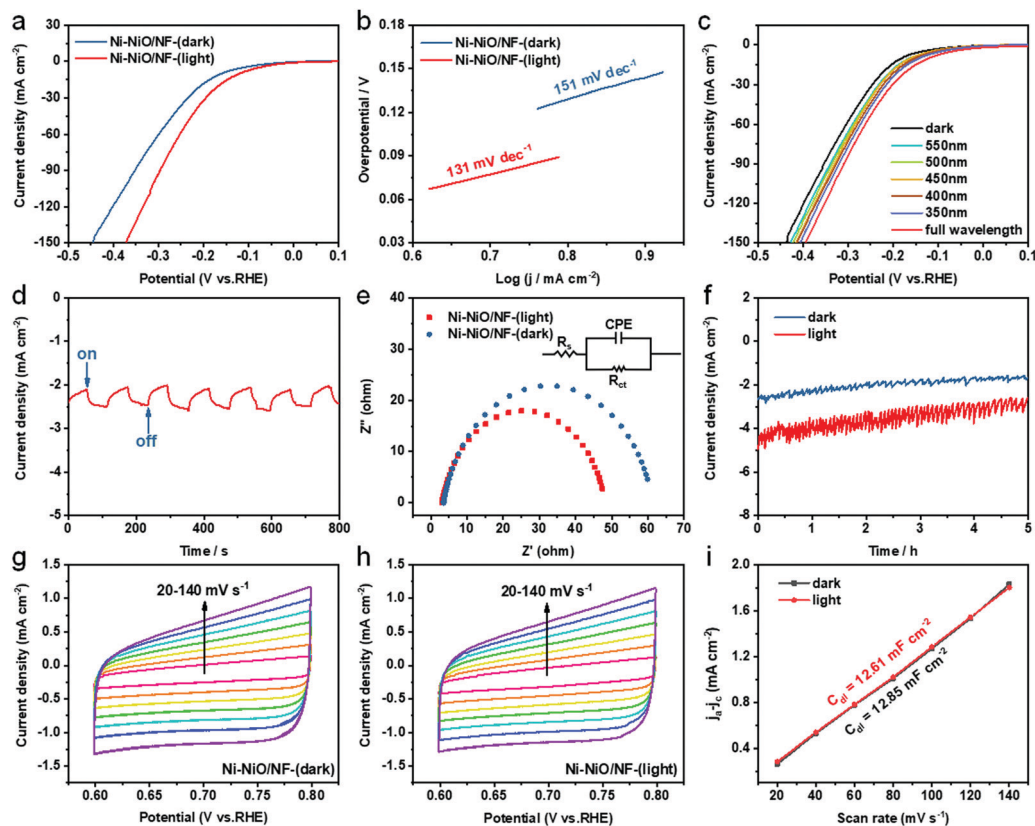 a
Ni-NiO/NF-(dark)
Ni-NiO/NF-(light)
30
0
-30
-60
-90
-120
-150
-0.5 -0.4 -0.3 -0.2 -0.1 0.0 0.1
Current density (mA cm⁻²)
Potential (V vs.RHE)
b
Ni-NiO/NF-(dark)
Ni-NiO/NF-(light)
151 mV dec⁻¹
131 mV dec⁻¹
0.18
0.15
0.12
0.09
0.06
0.03
0.6 0.7 0.8 0.9
Overpotential / V
Log (j / mA cm⁻²)
c
0
-30
-60
-90
-120
-150
-0.5 -0.4 -0.3 -0.2 -0.1 -0.0 0.1
dark
550nm
500nm
450nm
400nm
350nm
full wavelength
Current density (mA cm⁻²)
Potential (V vs.RHE)
d
0
-1
-2
-3
-4
-5
0 200 400 600 800
on
off
Current density (mA cm⁻²)
Time / s
e
Ni-NiO/NF-(light)
Ni-NiO/NF-(dark)
CPE
Rs
Rct
40
30
20
10
0
0 10 20 30 40 50 60 70
Z'' (ohm)
Z' (ohm)
f
dark
light
2
0
-2
-4
-6
-8
0 1 2 3 4 5
Current density (mA cm⁻²)
Time / h
g
20-140 mV s⁻¹
1.5
1.0
0.5
0.0
-0.5
-1.0
-1.5
0.60 0.65 0.70 0.75 0.80
Ni-NiO/NF-(dark)
Current density (mA cm⁻²)
Potential (V vs.RHE)
h
20-140 mV s⁻¹
1.5
1.0
0.5
0.0
-0.5
-1.0
-1.5
0.60 0.65 0.70 0.75 0.80
Ni-NiO/NF-(light)
Current density (mA cm⁻²)
Potential (V vs.RHE)
i
dark
light
Cdl = 12.61 mF cm⁻²
Cdl = 12.85 mF cm⁻²
2.0
1.6
1.2
0.8
0.4
20 40 60 80 100 120 140
ja-jc (mA cm⁻²)
Scan rate (mV s⁻¹)